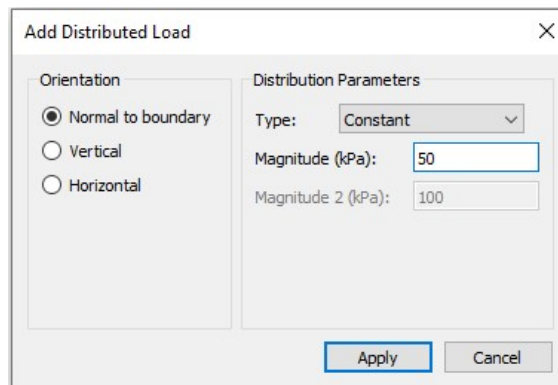 Add Distributed Load
Orientation
Normal to boundary
Vertical
Horizontal
Distribution Parameters
Type: Constant
Magnitude (kPa): 50
Magnitude 2 (kPa): 100
Apply Cancel